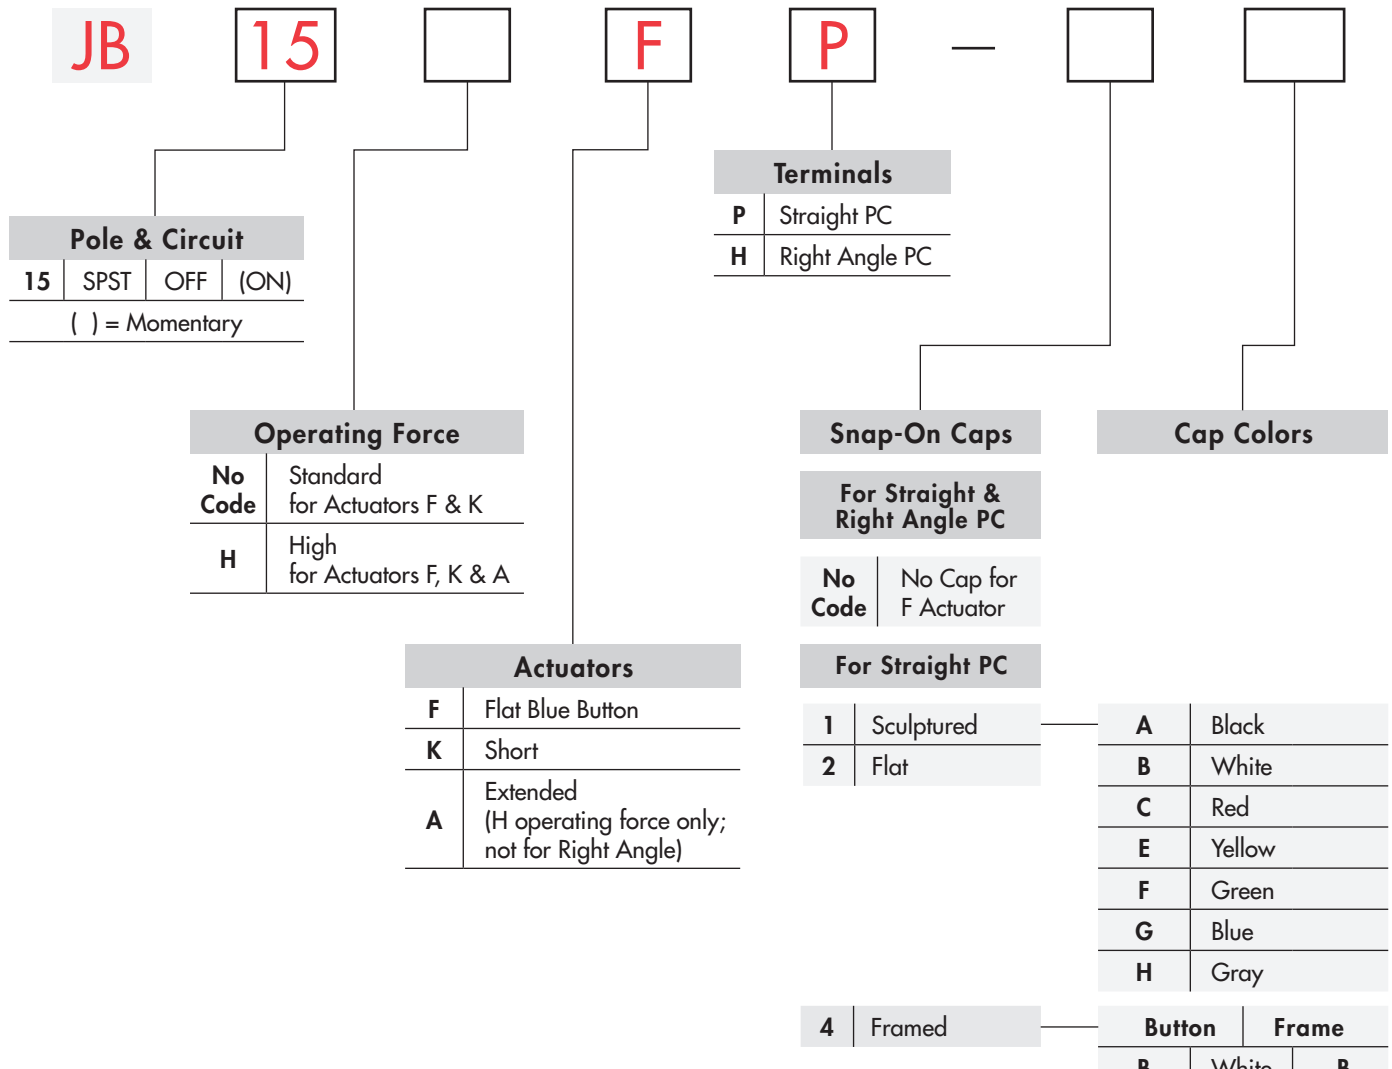 JB 15 F P —
Terminals
P Straight PC
H Right Angle PC
Pole & Circuit
15 SPST OFF (ON)
( ) = Momentary
Operating Force
No Code Standard
for Actuators F & K
H High
for Actuators F, K & A
Actuators
F Flat Blue Button
K Short
A Extended
(H operating force only;
not for Right Angle)
Snap-On Caps
For Straight &
Right Angle PC
No Code No Cap for
F Actuator
For Straight PC
1 Sculptured
2 Flat
4 Framed
Cap Colors
A Black
B White
C Red
E Yellow
F Green
G Blue
H Gray
Button Frame
B White B